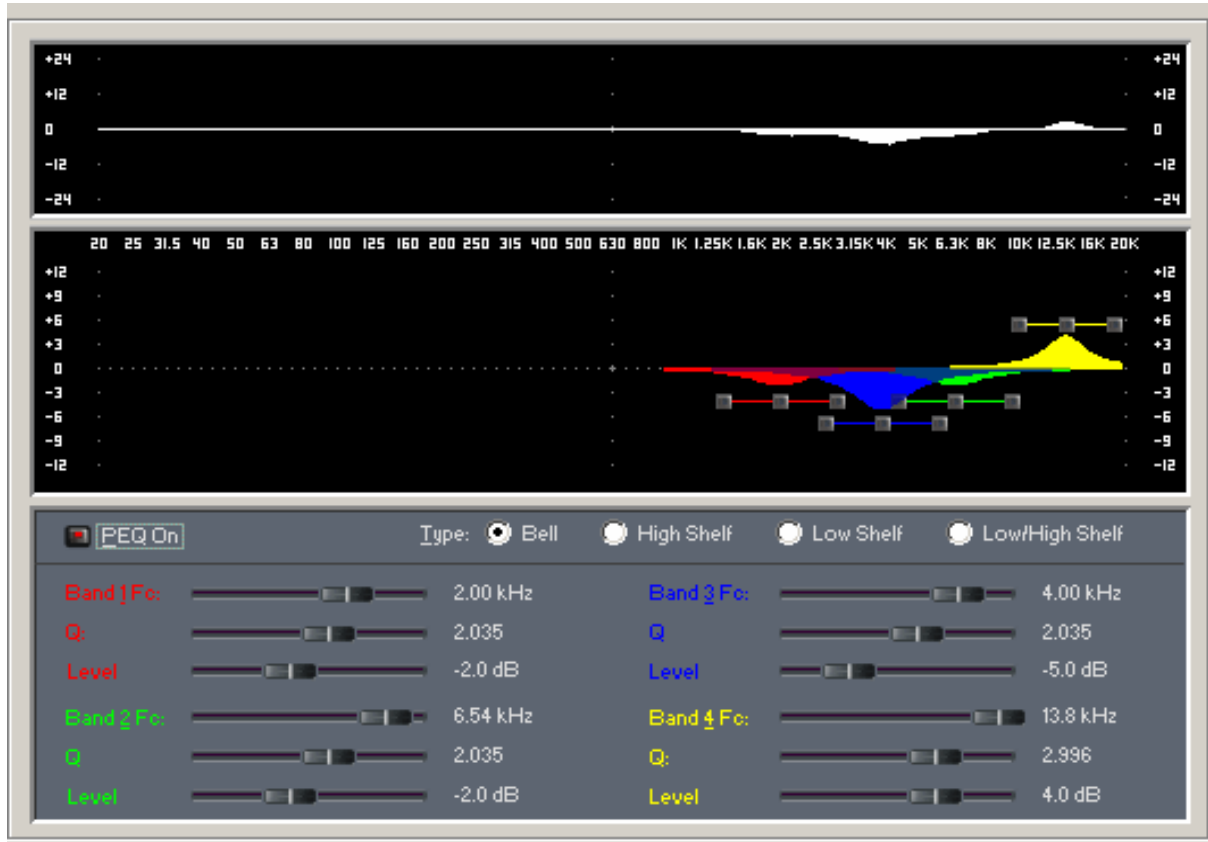 +24 +24
+12 +12
0 0
-12 -12
-24 -24
20 25 31.5 40 50 63 80 100 125 160 200 250 315 400 500 630 800 1K 1.25K 1.6K 2K 2.5K 3.15K 4K 5K 6.3K 8K 10K 12.5K 16K 20K
+12 +12
+9 +9
+6 +6
+3 +3
0 0
-3 -3
-6 -6
-9 -9
-12 -12
PEQ On Type: Bell High Shelf Low Shelf Low/High Shelf
Band 1 Fc: 2.00 kHz Band 3 Fc: 4.00 kHz
Q: 2.035 Q 2.035
Level -2.0 dB Level -5.0 dB
Band 2 Fc: 6.54 kHz Band 4 Fc: 13.8 kHz
Q 2.035 Q: 2.996
Level -2.0 dB Level 4.0 dB